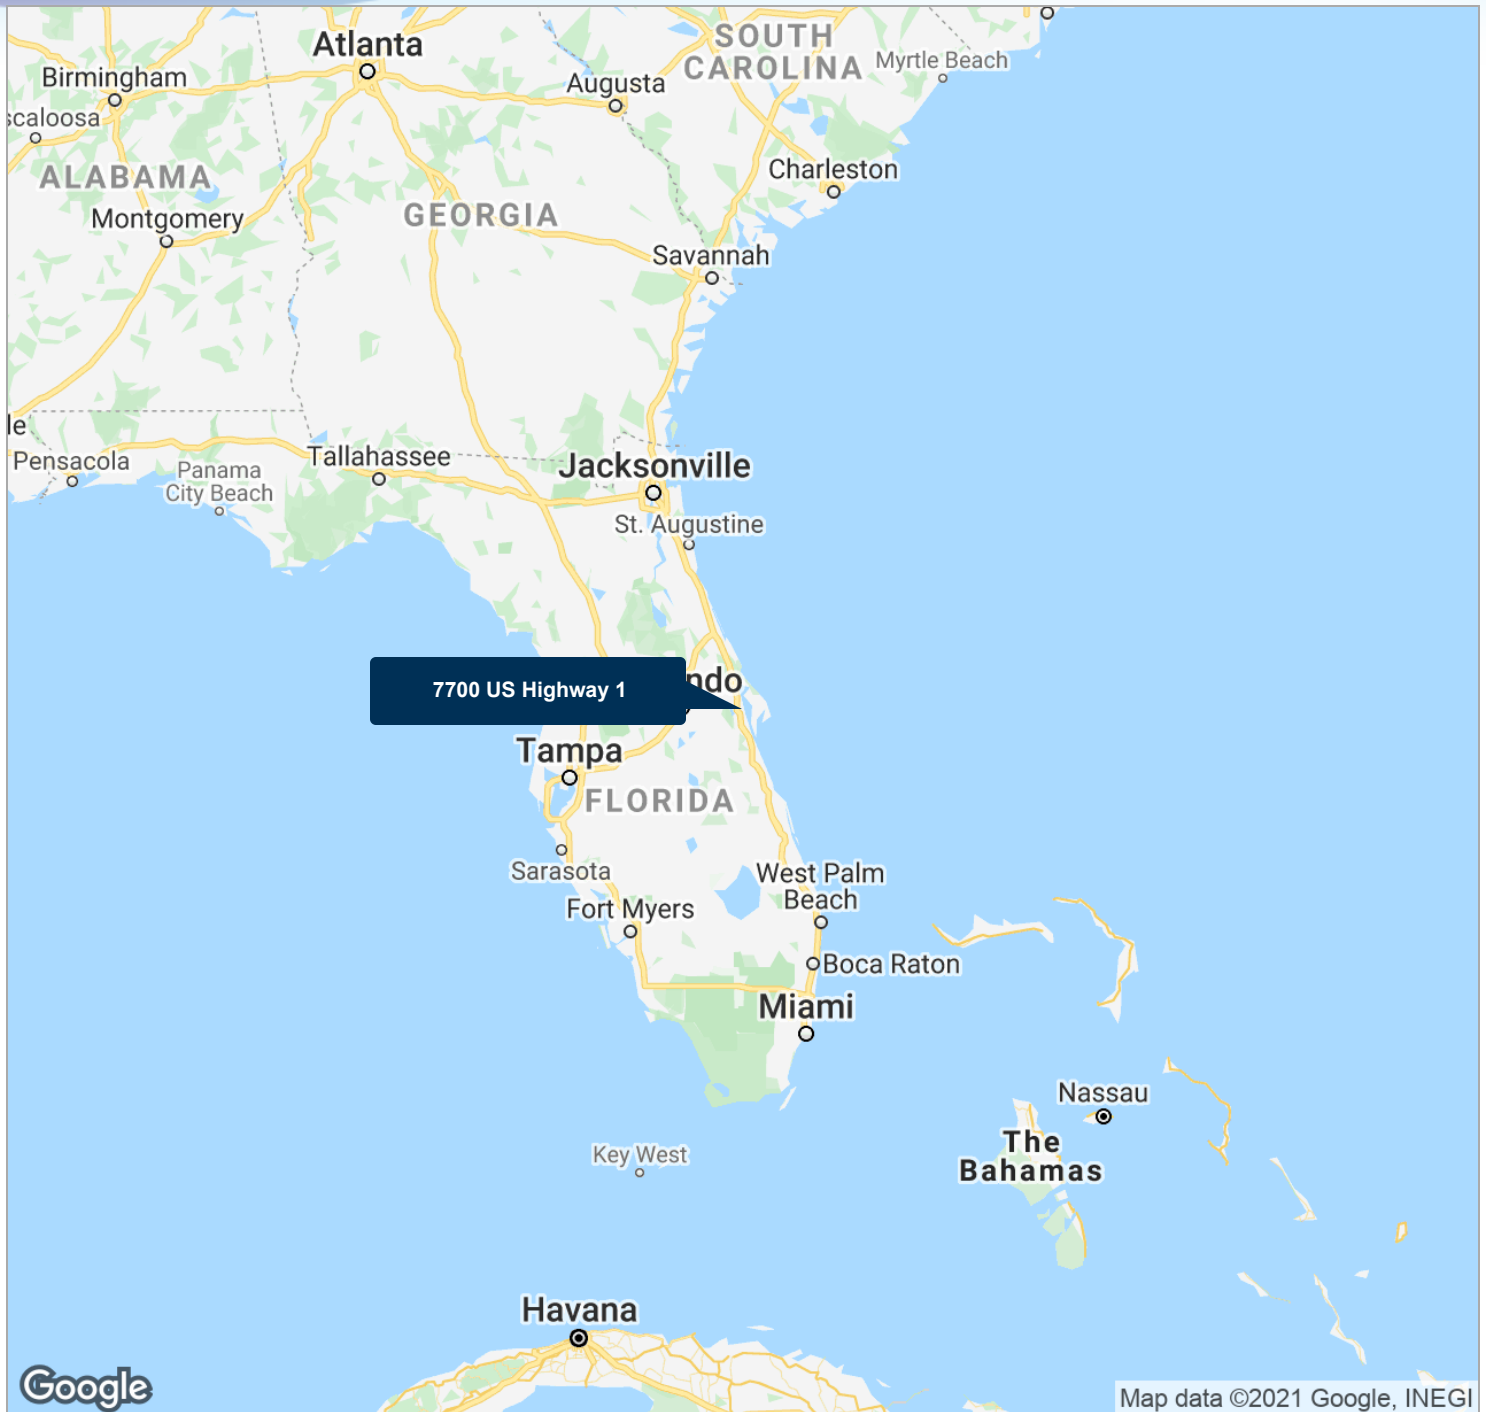 SOUTH
CAROLINA
Atlanta
Myrtle Beach
Birmingham
Augusta
scaloosa
Charleston
ALABAMA
GEORGIA
Montgomery
Savannah
le
Pensacola
Panama
City Beach
Tallahassee
Jacksonville
St. Augustine
ndo
7700 US Highway 1
Tampa
FLORIDA
Sarasota
West Palm
Beach
Fort Myers
Boca Raton
Miami
Nassau
The
Bahamas
Key West
Havana
Google
Map data ©2021 Google, INEGI